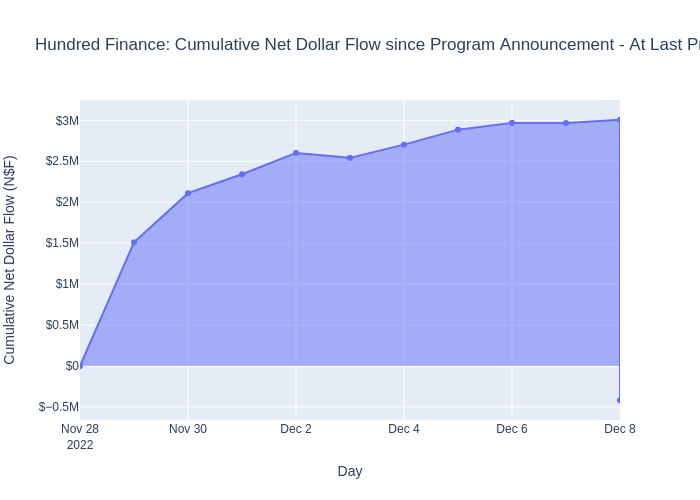 Hundred Finance: Cumulative Net Dollar Flow since Program Announcement - At Last
Cumulative Net Dollar Flow (N$F)
$3M
$2.5M
$2M
$1.5M
$1M
$0.5M
$0
$−0.5M
Nov 28
2022
Nov 30
Dec 2
Dec 4
Dec 6
Dec 8
Day